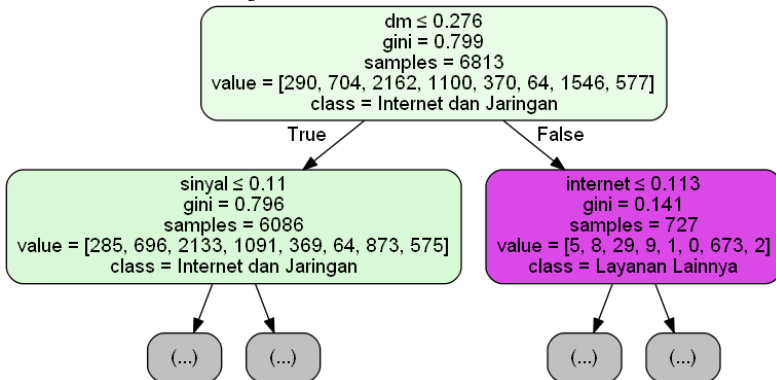 dm ≤ 0.276
gini = 0.799
samples = 6813
value = [290, 704, 2162, 1100, 370, 64, 1546, 577]
class = Internet dan Jaringan
True
False
sinyal ≤ 0.11
gini = 0.796
samples = 6086
value = [285, 696, 2133, 1091, 369, 64, 873, 575]
class = Internet dan Jaringan
internet ≤ 0.113
gini = 0.141
samples = 727
value = [5, 8, 29, 9, 1, 0, 673, 2]
class = Layanan Lainnya
(...)
(...)
(...)
(...)